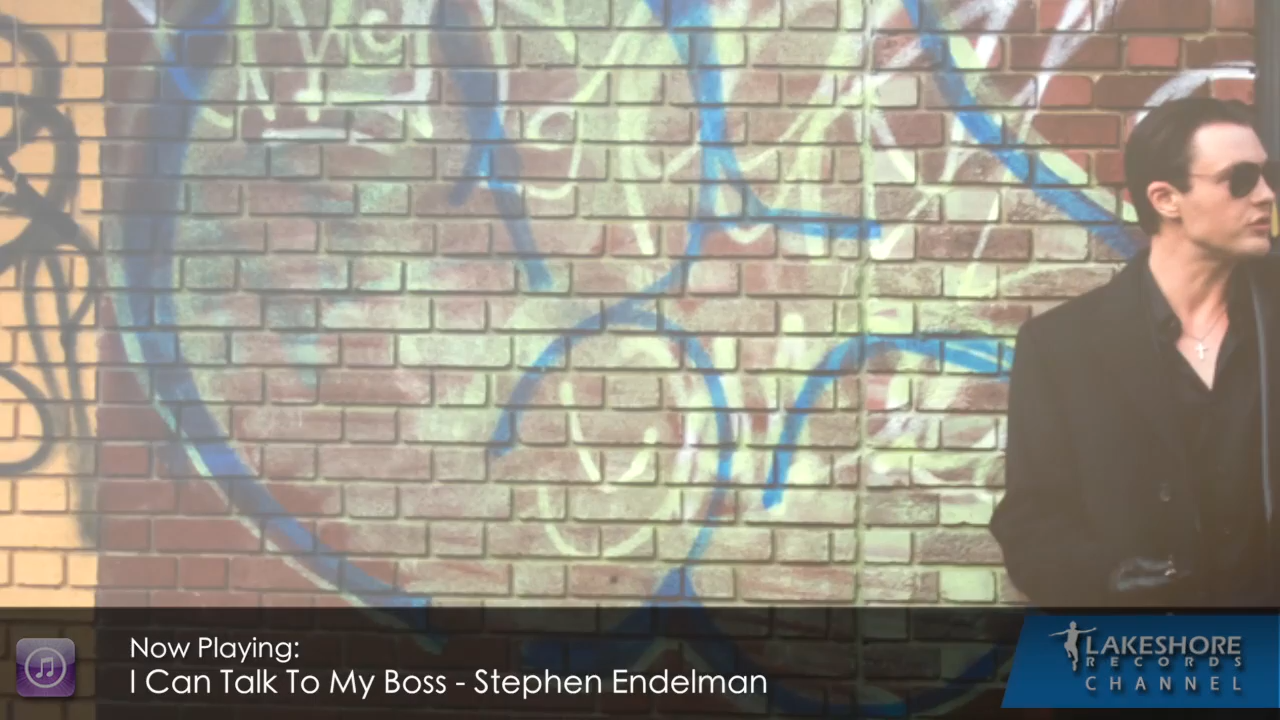 Now Playing:
I Can Talk To My Boss - Stephen Endelman
LAKESHORE
RECORDS
CHANNEL